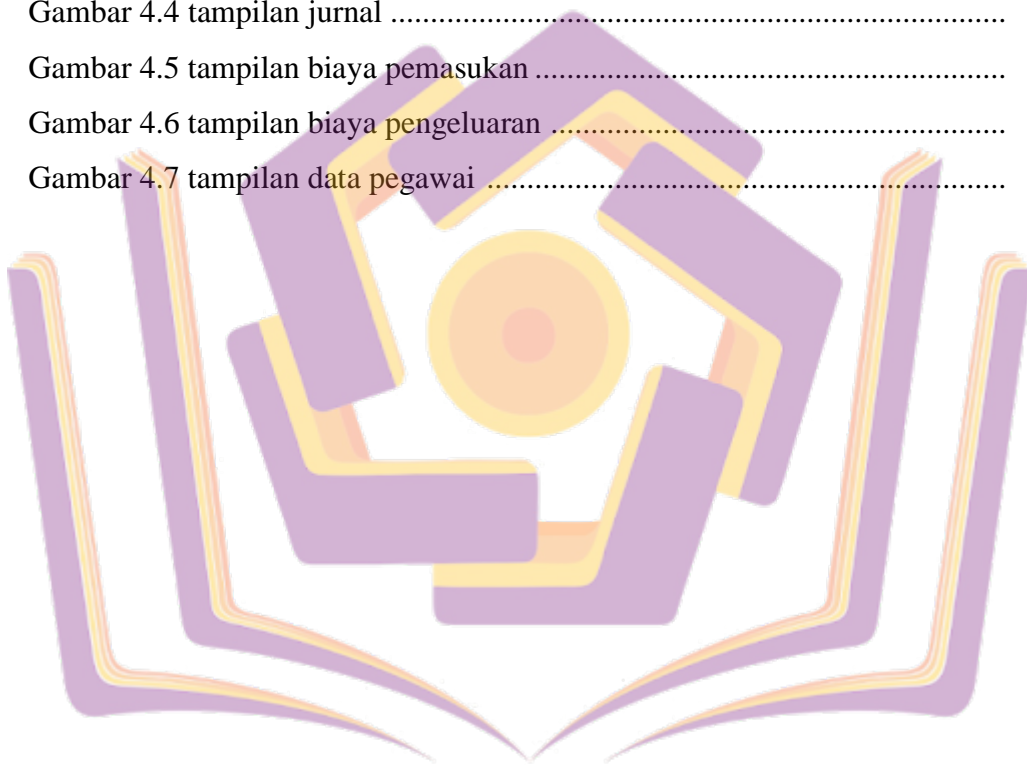 Gambar 4.4 tampilan jurnal ............................................................................
Gambar 4.5 tampilan biaya pemasukan ..........................................................
Gambar 4.6 tampilan biaya pengeluaran ........................................................
Gambar 4.7 tampilan data pegawai ................................................................